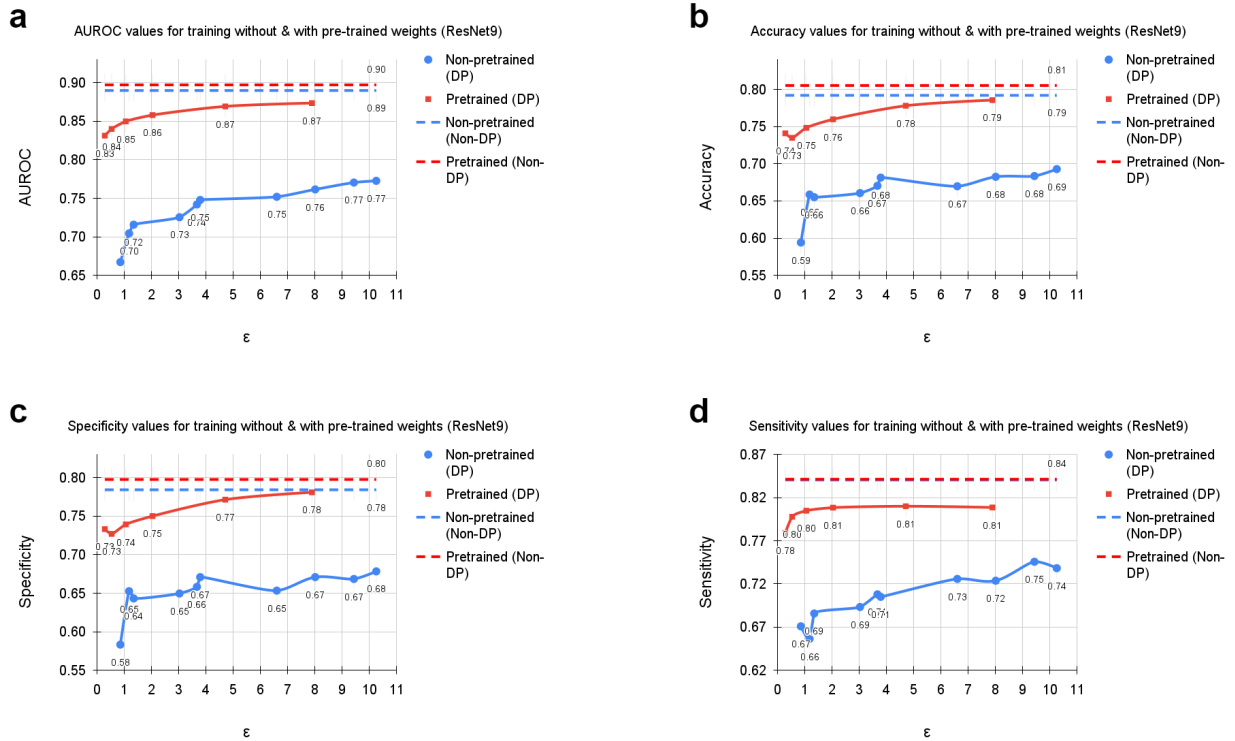 a
AUROC values for training without & with pre-trained weights (ResNet9)
AUROC
0.90
0.85
0.80
0.75
0.70
0.65
0 1 2 3 4 5 6 7 8 9 10 11
ε
0.90
0.89
0.83
0.84
0.85
0.86
0.87
0.87
0.70
0.72
0.73
0.74
0.75
0.75
0.76
0.77
0.77
Non-pretrained
(DP)
Pretrained (DP)
Non-pretrained
(Non-DP)
Pretrained (Non-
DP)
b
Accuracy values for training without & with pre-trained weights (ResNet9)
Accuracy
0.80
0.75
0.70
0.65
0.60
0.55
0 1 2 3 4 5 6 7 8 9 10 11
ε
0.81
0.79
0.74
0.73
0.75
0.76
0.78
0.79
0.59
0.66
0.66
0.66
0.67
0.68
0.67
0.68
0.68
0.69
Non-pretrained
(DP)
Pretrained (DP)
Non-pretrained
(Non-DP)
Pretrained (Non-
DP)
c
Specificity values for training without & with pre-trained weights (ResNet9)
Specificity
0.80
0.75
0.70
0.65
0.60
0.55
0 1 2 3 4 5 6 7 8 9 10 11
ε
0.80
0.78
0.73
0.73
0.74
0.75
0.77
0.78
0.58
0.65
0.64
0.65
0.66
0.67
0.65
0.67
0.67
0.68
Non-pretrained
(DP)
Pretrained (DP)
Non-pretrained
(Non-DP)
Pretrained (Non-
DP)
d
Sensitivity values for training without & with pre-trained weights (ResNet9)
Sensitivity
0.87
0.82
0.77
0.72
0.67
0.62
0 1 2 3 4 5 6 7 8 9 10 11
ε
0.84
0.78
0.80
0.80
0.81
0.81
0.81
0.67
0.66
0.69
0.69
0.71
0.71
0.73
0.72
0.75
0.74
Non-pretrained
(DP)
Pretrained (DP)
Non-pretrained
(Non-DP)
Pretrained (Non-
DP)